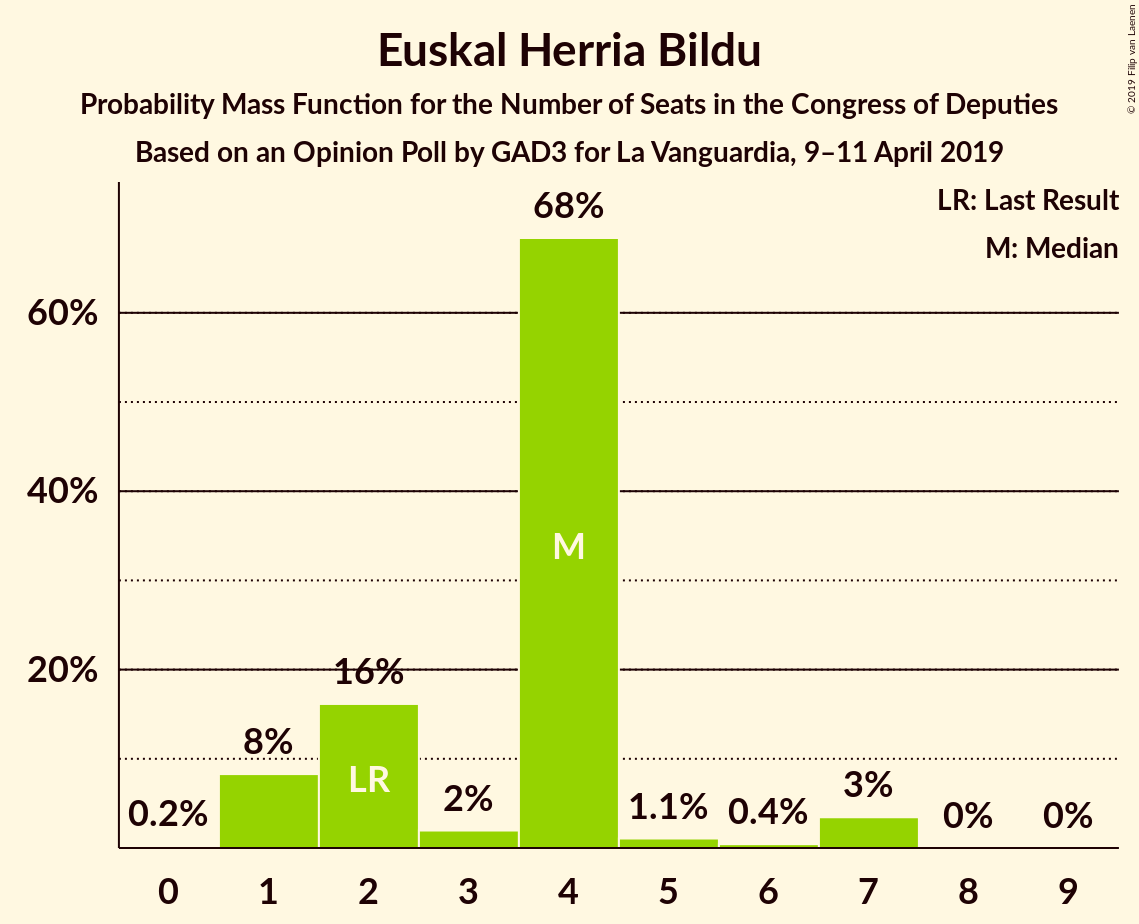 Euskal Herria Bildu
Probability Mass Function for the Number of Seats in the Congress of Deputies
Based on an Opinion Poll by GAD3 for La Vanguardia, 9–11 April 2019
© 2019 Filip van Laenen
LR: Last Result
M: Median
68%
60%
40%
M
20%
16%
8%
LR
0.2%
2%
1.1%
0.4%
3%
0%
0%
0 1 2 3 4 5 6 7 8 9